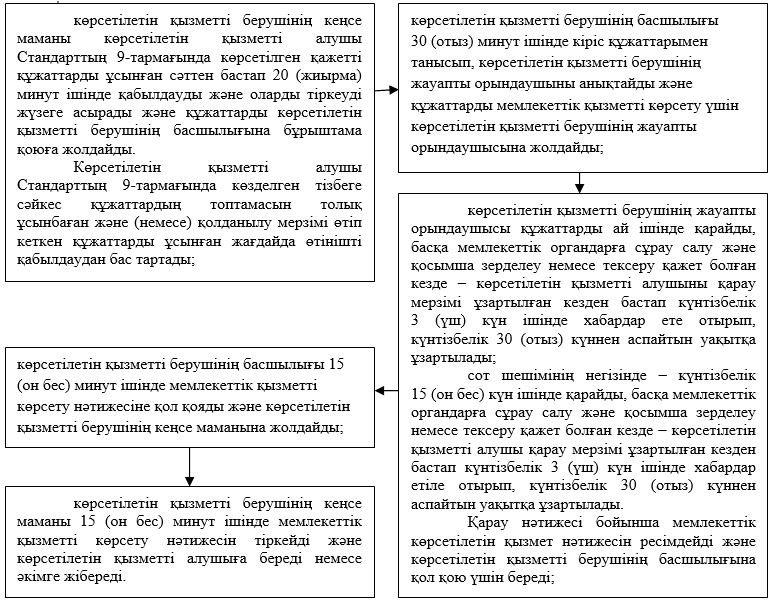 көрсетілетін қызметті берушінің кеңсе
маманы көрсетілетін қызметті алушы
Стандарттың 9-тармағында көрсетілген қажетті
құжаттарды ұсынған сәттен бастап 20 (жиырма)
минут ішінде қабылдауды және оларды тіркеуді
жүзеге асырады және құжаттарды көрсетілетін
қызметті берушінің басшылығына бұрыштама
қоюға жолдайды.
Көрсетілетін қызметті алушы
Стандарттың 9-тармағында көзделген тізбеге
сәйкес құжаттардың топтамасын толық
ұсынбаған және (немесе) қолданылу мерзімі өтіп
кеткен құжаттарды ұсынған жағдайда өтінішті
қабылдаудан бас тартады;
көрсетілетін қызметті берушінің басшылығы
30 (отыз) минут ішінде кіріс құжаттарымен
танысып, көрсетілетін қызметті берушінің
жауапты орындаушыны анықтайды және
құжаттарды мемлекеттік қызметті көрсету үшін
көрсетілетін қызметті берушінің жауапты
орындаушысына жолдайды;
көрсетілетін қызметті берушінің жауапты
орындаушысы құжаттарды ай ішінде қарайды,
басқа мемлекеттік органдарға сұрау салу және
қосымша зерделеу немесе тексеру қажет болған
кезде – көрсетілетін қызметті алушыны қарау
мерзімі ұзартылған кезден бастап күнтізбелік
3 (үш) күн ішінде хабардар ете отырып,
күнтізбелік 30 (отыз) күннен аспайтын уақытқа
ұзартылады;
сот шешімінің негізінде – күнтізбелік
15 (он бес) күн ішінде қарайды, басқа мемлекеттік
органдарға сұрау салу және қосымша зерделеу
немесе тексеру қажет болған кезде – көрсетілетін
қызметті алушы қарау мерзімі ұзартылған кезден
бастап күнтізбелік 3 (үш) күн ішінде хабардар
етіле отырып, күнтізбелік 30 (отыз) күннен
аспайтын уақытқа ұзартылады.
Қарау нәтижесі бойынша мемлекеттік
көрсетілетін қызмет нәтижесін ресімдейді және
көрсетілетін қызметті берушінің басшылығына
қол қою үшін береді;
көрсетілетін қызметті берушінің басшылығы 15
(он бес) минут ішінде мемлекеттік қызметті
көрсету нәтижесіне қол қояды және көрсетілетін
қызметті берушінің кеңсе маманына жолдайды;
көрсетілетін қызметті берушінің кеңсе
маманы 15 (он бес) минут ішінде мемлекеттік
қызметті көрсету нәтижесін тіркейді және
көрсетілетін қызметті алушыға береді немесе
әкімге жібереді.